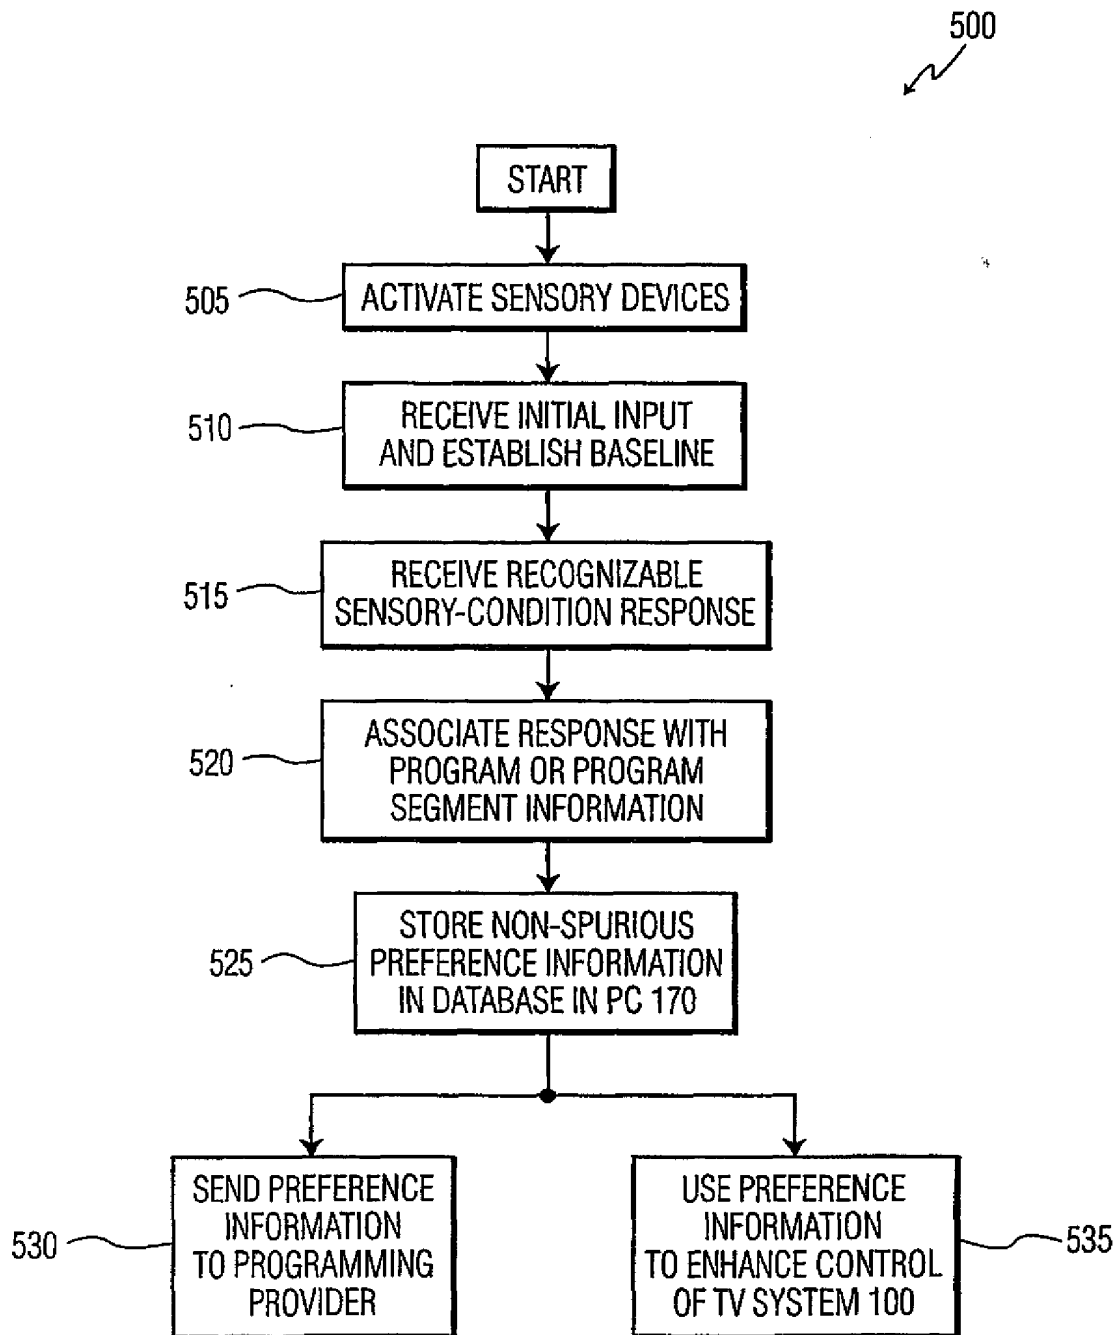 500
START
505
ACTIVATE SENSORY DEVICES
510
RECEIVE INITIAL INPUT
AND ESTABLISH BASELINE
515
RECEIVE RECOGNIZABLE
SENSORY-CONDITION RESPONSE
520
ASSOCIATE RESPONSE WITH
PROGRAM OR PROGRAM
SEGMENT INFORMATION
525
STORE NON-SPURIOUS
PREFERENCE INFORMATION
IN DATABASE IN PC 170
530
SEND PREFERENCE
INFORMATION
TO PROGRAMMING
PROVIDER
USE PREFERENCE
INFORMATION
TO ENHANCE CONTROL
OF TV SYSTEM 100
535